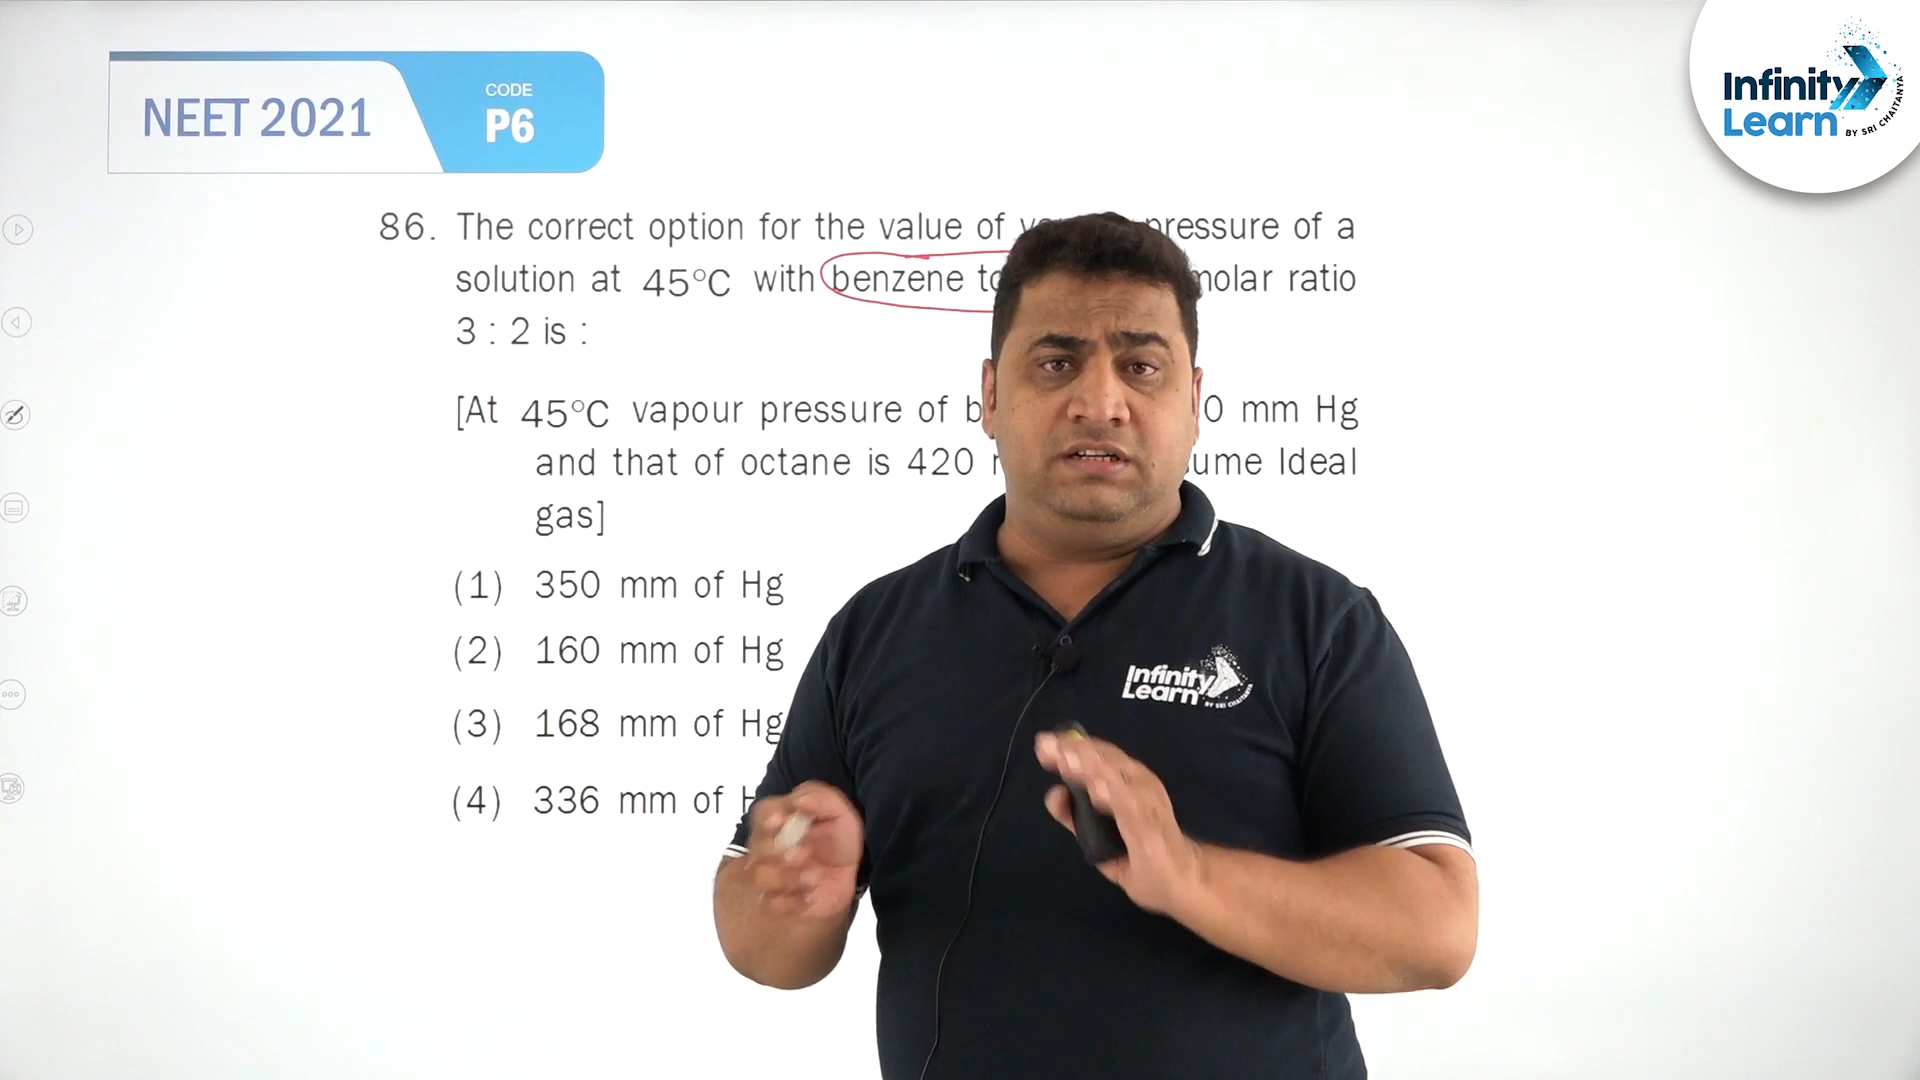 NEET 2021
CODE
P6
Infinity
Learn
BY SRI CHAITANYA
86. The correct option for the value of pressure of a
solution at 45°C with benzene molar ratio
3 : 2 is :
[At 45°C vapour pressure of mm Hg
and that of octane is 420 Ideal
gas]
(1) 350 mm of Hg
(2) 160 mm of Hg
(3) 168 mm of Hg
(4) 336 mm of
Infinity
Learn
BY SRI CHAITANYA